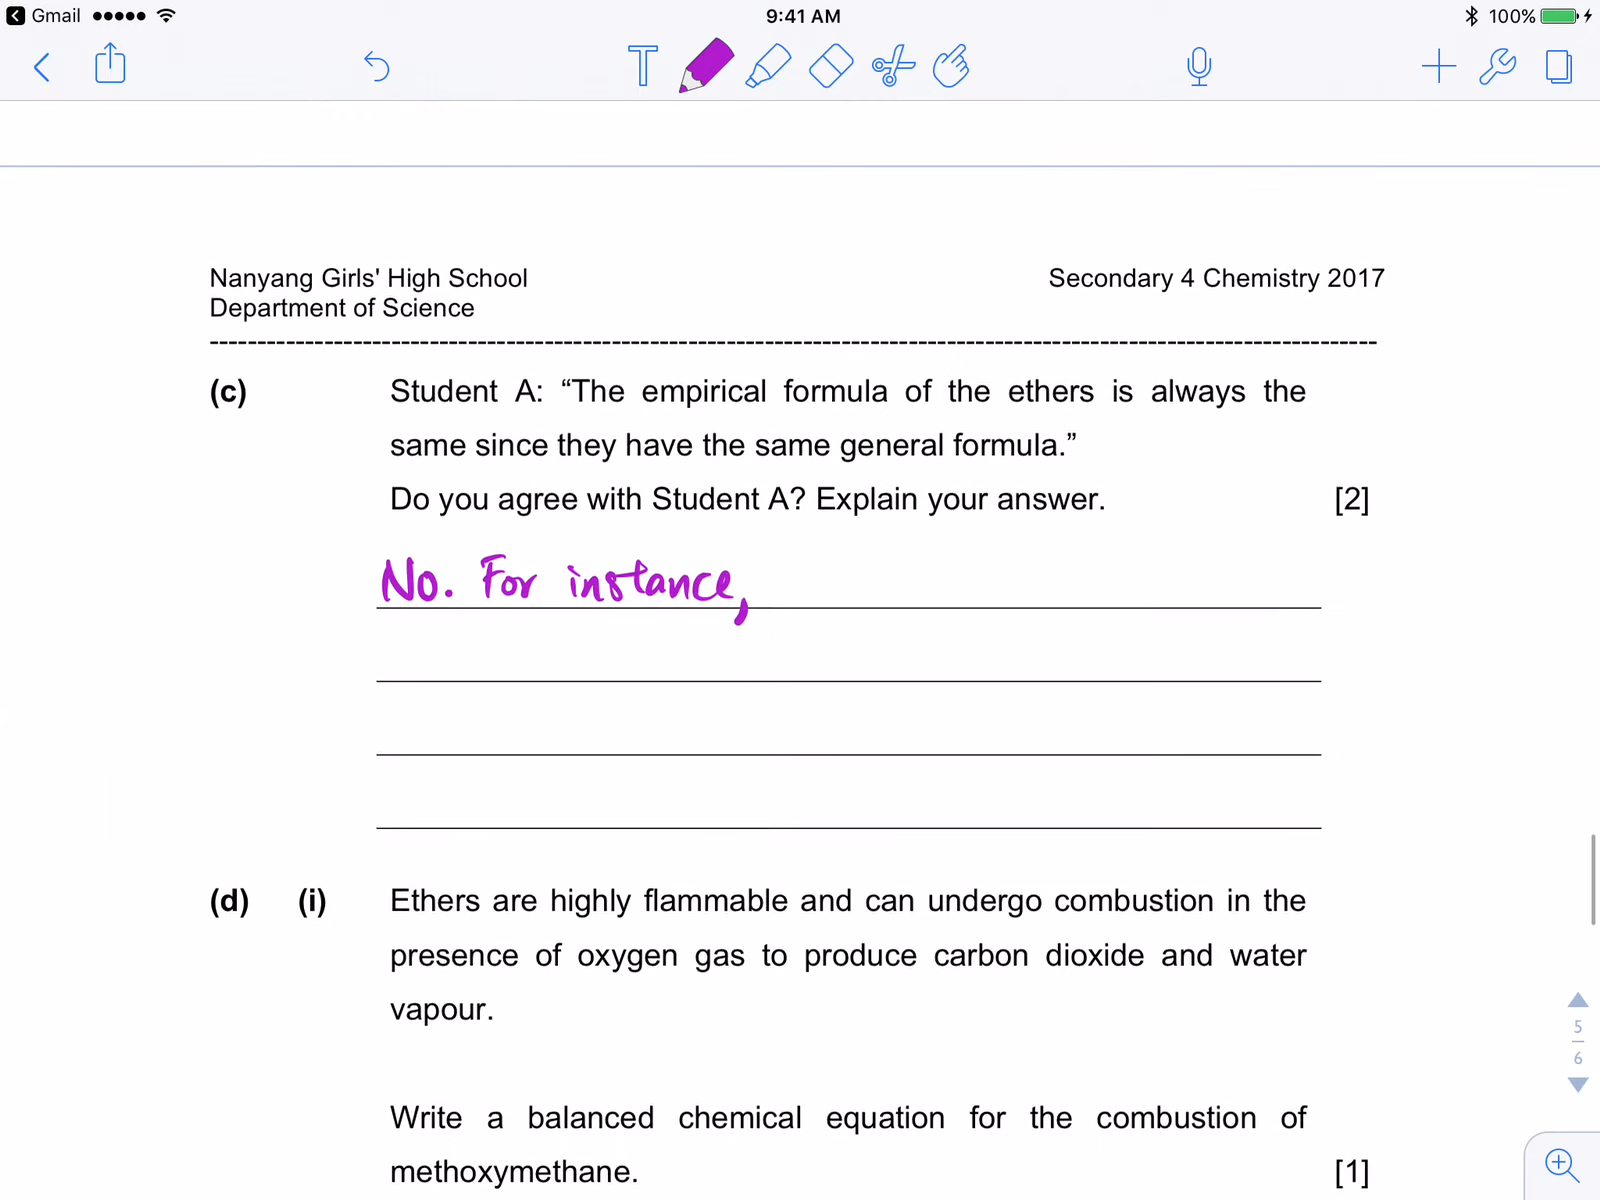 Gmail 9:41 AM 100%
T
Nanyang Girls' High School Secondary 4 Chemistry 2017
Department of Science
(c) Student A: “The empirical formula of the ethers is always the
same since they have the same general formula.”
Do you agree with Student A? Explain your answer. [2]
No. For instance,
(d) (i) Ethers are highly flammable and can undergo combustion in the
presence of oxygen gas to produce carbon dioxide and water
vapour.
5
6
Write a balanced chemical equation for the combustion of
methoxymethane. [1]